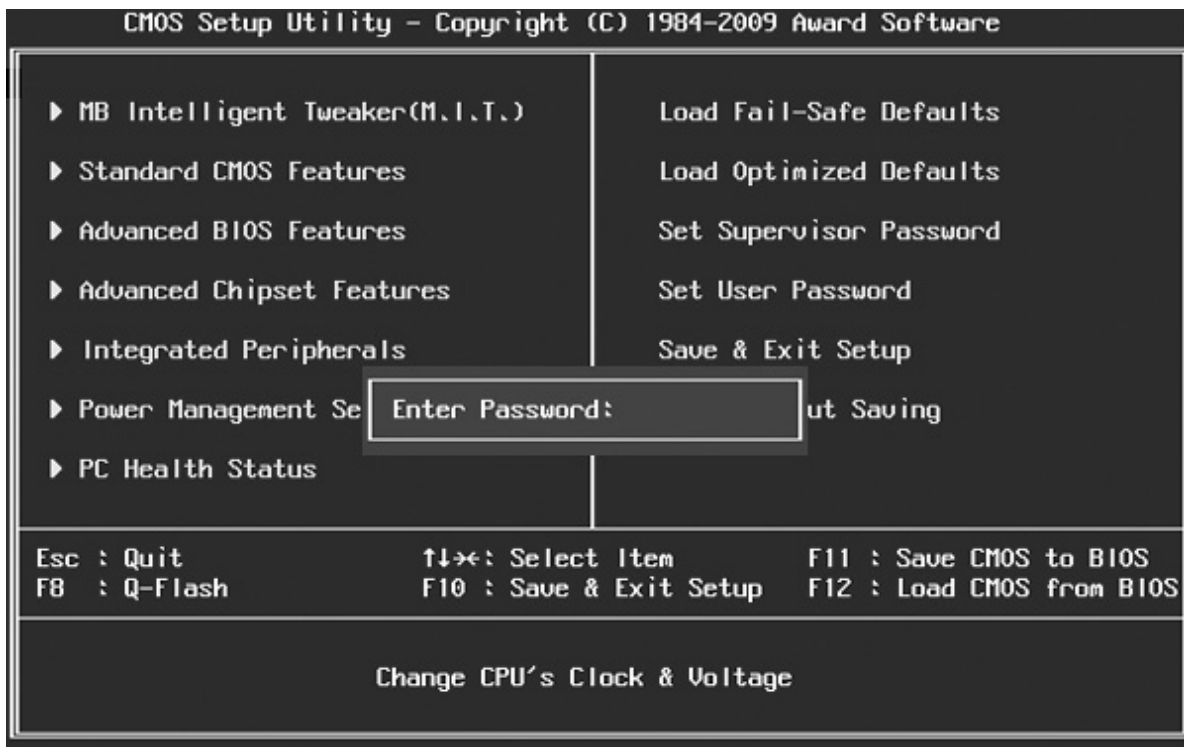 CMOS Setup Utility - Copyright (C) 1984-2009 Award Software
▶ MB Intelligent Tweaker(M.I.T.)
▶ Standard CMOS Features
▶ Advanced BIOS Features
▶ Advanced Chipset Features
▶ Integrated Peripherals
▶ Power Management Se
▶ PC Health Status
Load Fail-Safe Defaults
Load Optimized Defaults
Set Supervisor Password
Set User Password
Save & Exit Setup
ut Saving
Enter Password:
Esc : Quit ↑↓→←: Select Item F11 : Save CMOS to BIOS
F8 : Q-Flash F10 : Save & Exit Setup F12 : Load CMOS from BIOS
Change CPU's Clock & Voltage